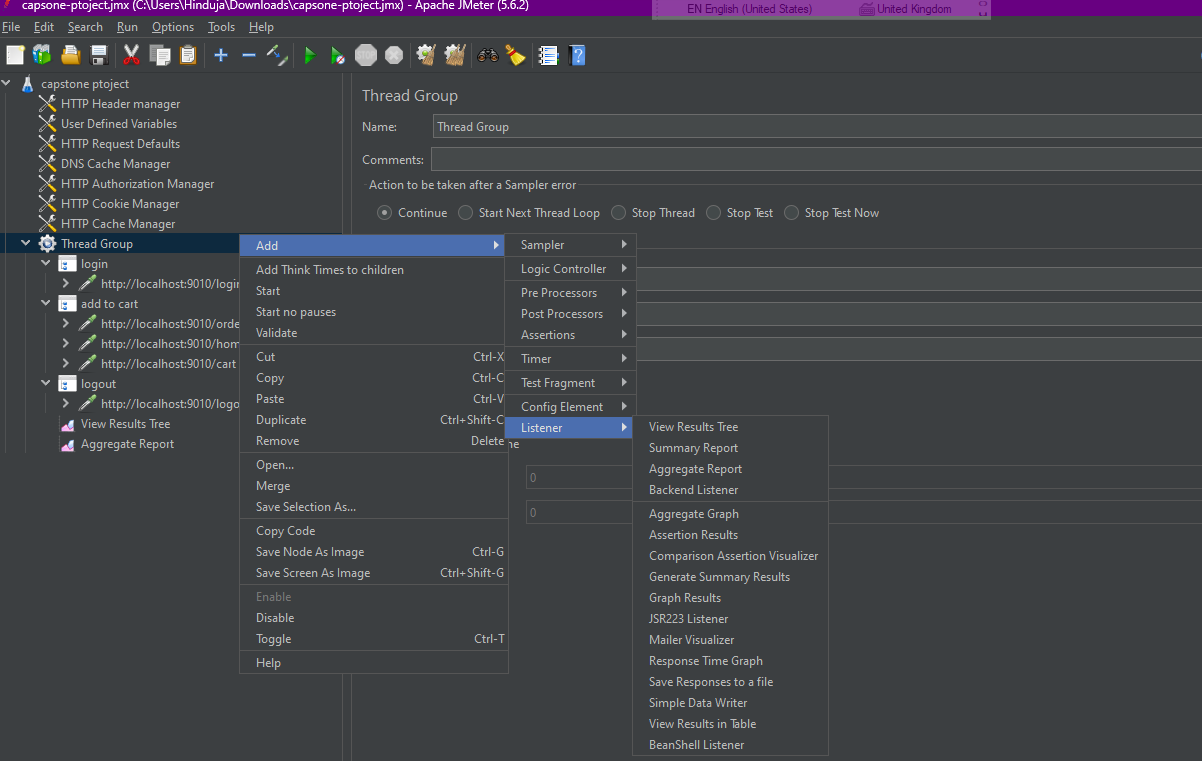 capsone-ptoject.jmx (C:\Users\Hinduja\Downloads\capsone-ptoject.jmx) - Apache JMeter (5.6.2)
EN English (United States)
United Kingdom
File Edit Search Run Options Tools Help
STOP
capstone ptoject
HTTP Header manager
User Defined Variables
HTTP Request Defaults
DNS Cache Manager
HTTP Authorization Manager
HTTP Cookie Manager
HTTP Cache Manager
Thread Group
login
http://localhost:9010/login
add to cart
http://localhost:9010/orde
http://localhost:9010/hom
http://localhost:9010/cart
logout
http://localhost:9010/logo
View Results Tree
Aggregate Report
Thread Group
Name: Thread Group
Comments:
Action to be taken after a Sampler error
Continue Start Next Thread Loop Stop Thread Stop Test Stop Test Now
Add
Add Think Times to children
Start
Start no pauses
Validate
Cut Ctrl-X
Copy Ctrl-C
Paste Ctrl-V
Duplicate Ctrl+Shift-C
Remove Delete
Open...
Merge
Save Selection As...
Copy Code
Save Node As Image Ctrl-G
Save Screen As Image Ctrl+Shift-G
Enable
Disable
Toggle Ctrl-T
Help
Sampler
Logic Controller
Pre Processors
Post Processors
Assertions
Timer
Test Fragment
Config Element
Listener
ne
0
0
View Results Tree
Summary Report
Aggregate Report
Backend Listener
Aggregate Graph
Assertion Results
Comparison Assertion Visualizer
Generate Summary Results
Graph Results
JSR223 Listener
Mailer Visualizer
Response Time Graph
Save Responses to a file
Simple Data Writer
View Results in Table
BeanShell Listener